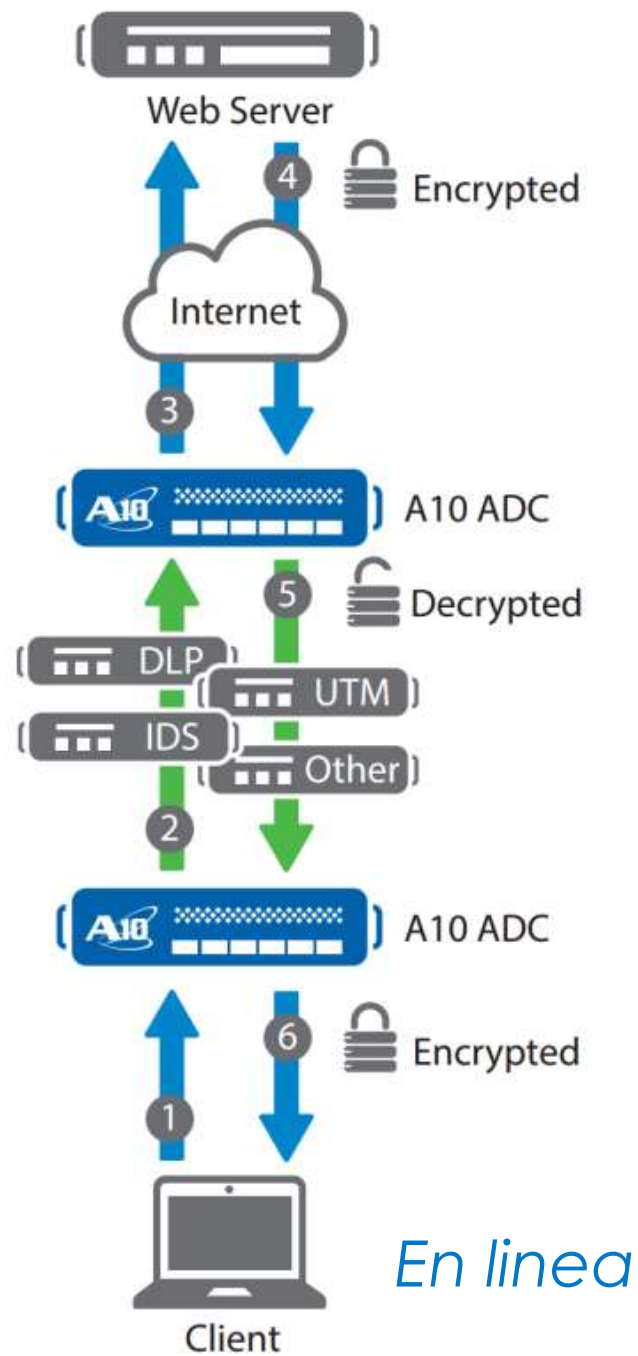 Web Server
4
Encrypted
Internet
3
A10
A10 ADC
5
Decrypted
DLP
UTM
IDS
Other
2
A10
A10 ADC
6
Encrypted
1
En linea
Client